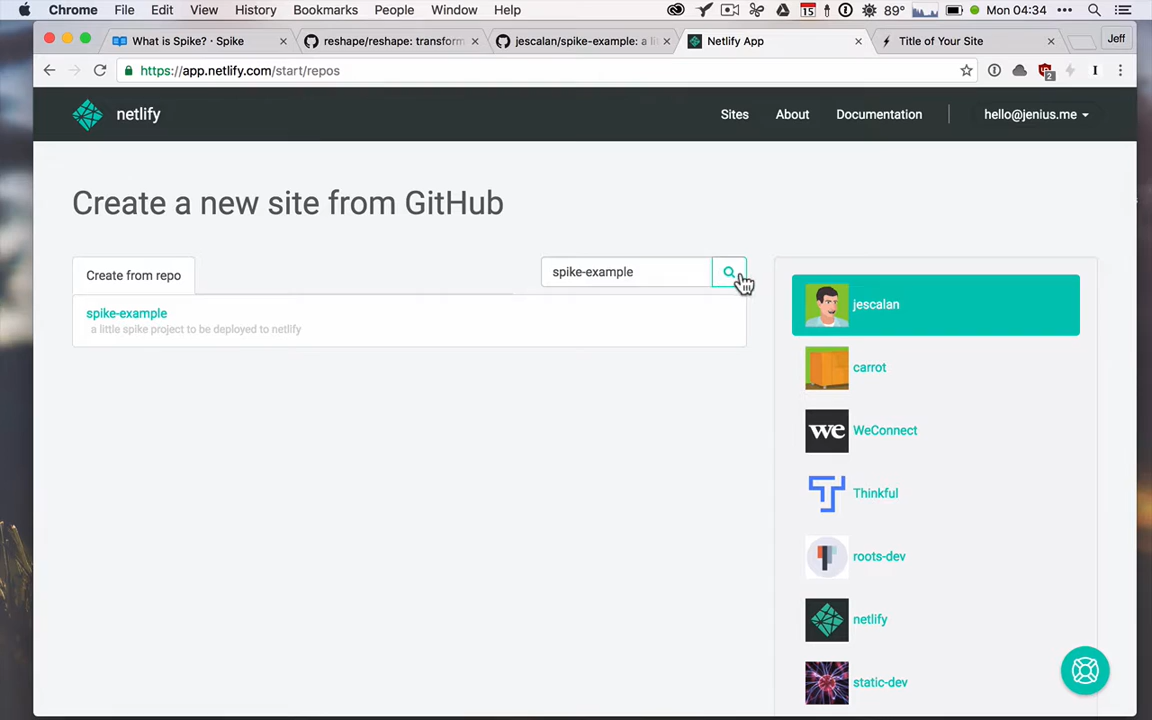 Chrome File Edit View History Bookmarks People Window Help 15 89° Mon 04:34
What is Spike? · Spike
reshape/reshape: transform
jescalan/spike-example: a li
Netlify App
Title of Your Site
Jeff
https://app.netlify.com/start/repos
2
netlify
Sites About Documentation hello@jenius.me
Create a new site from GitHub
Create from repo
spike-example
spike-example
a little spike project to be deployed to netlify
jescalan
carrot
we WeConnect
Thinkful
roots-dev
netlify
static-dev